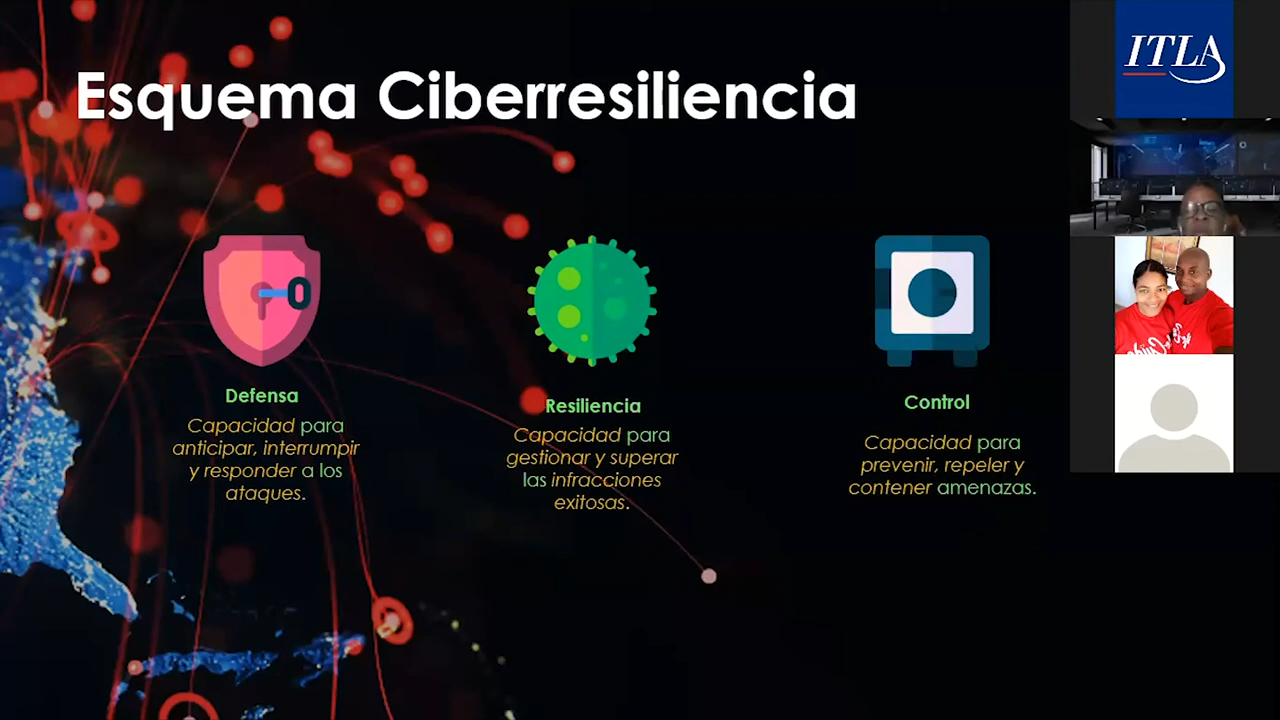 Esquema Ciberresiliencia
Defensa
Capacidad para
anticipar, interrumpir
y responder a los
ataques.
Resiliencia
Capacidad para
gestionar y superar
las infracciones
exitosas.
Control
Capacidad para
prevenir, repeler y
contener amenazas.
ITLA